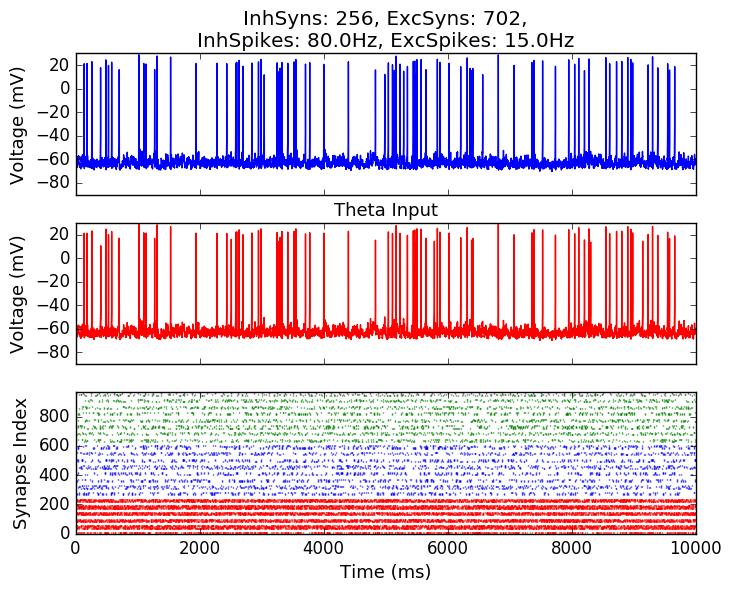 InhSyns: 256, ExcSyns: 702,
InhSpikes: 80.0Hz, ExcSpikes: 15.0Hz
20
0
−20
−40
−60
−80
Voltage (mV)
Theta Input
20
0
−20
−40
−60
−80
Voltage (mV)
800
600
400
200
0
Synapse Index
0 2000 4000 6000 8000 10000
Time (ms)